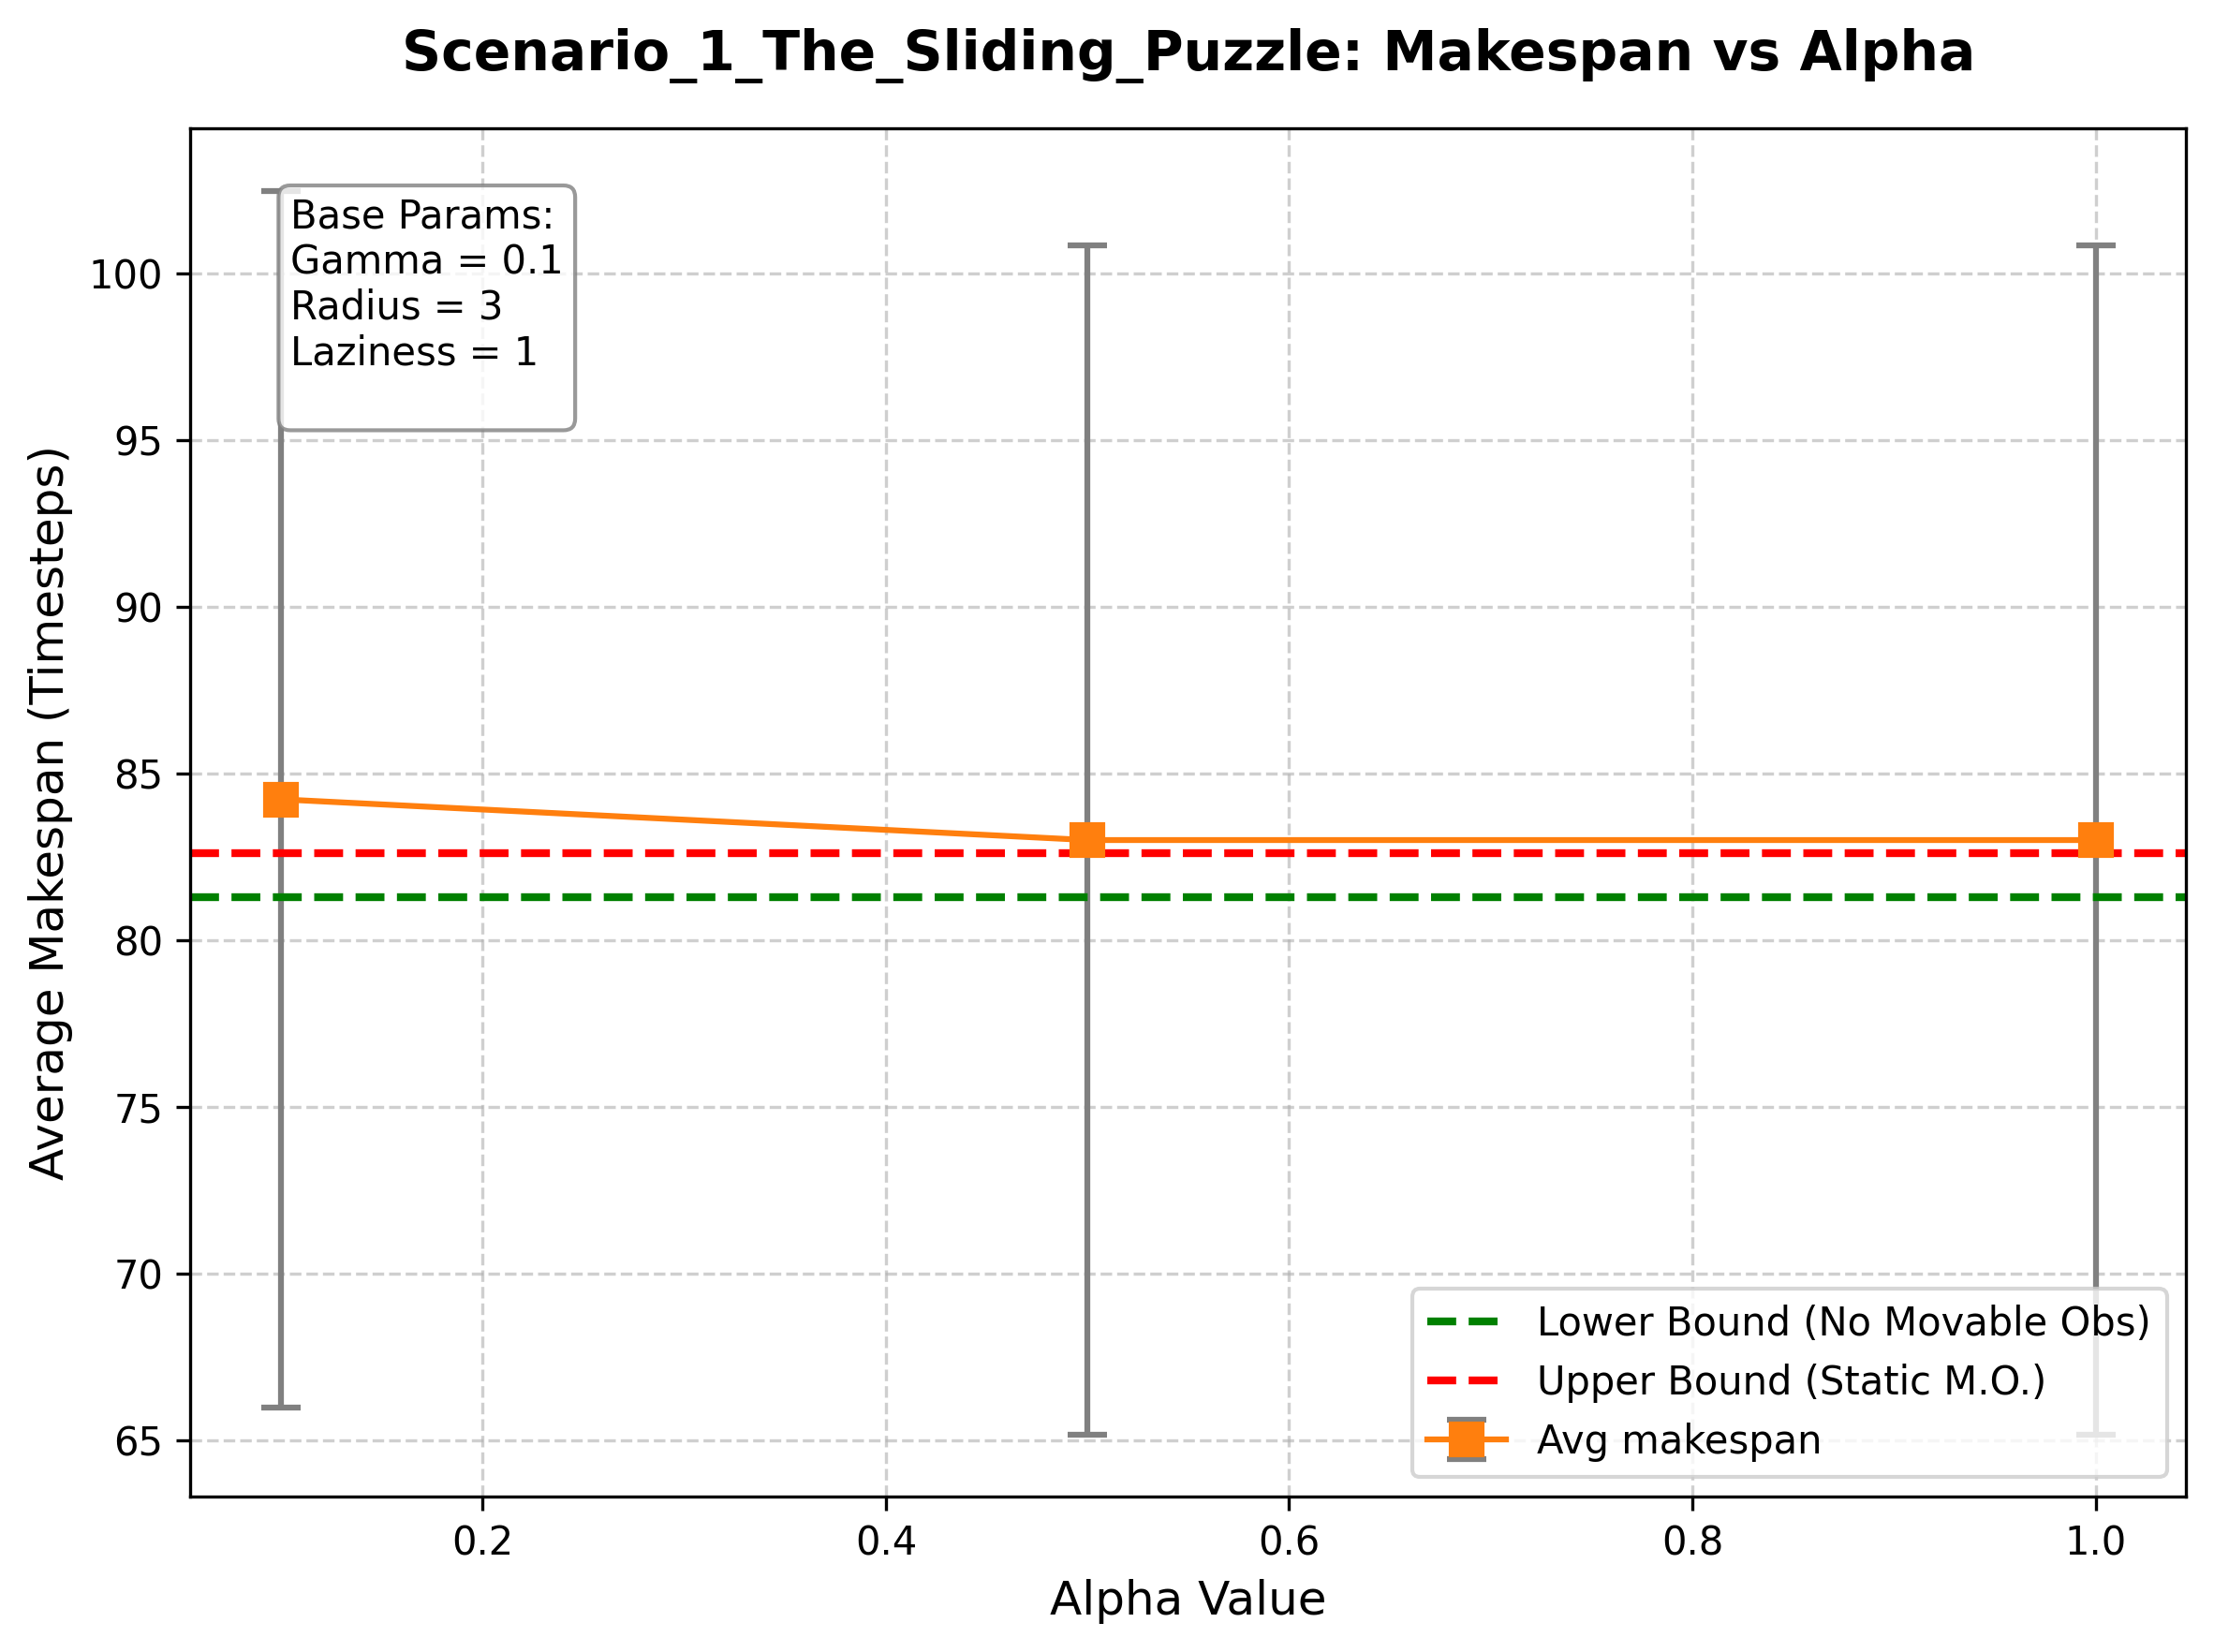 Scenario_1_The_Sliding_Puzzle: Makespan vs Alpha
Average Makespan (Timesteps)
100
95
90
85
80
75
70
65
Base Params:
Gamma = 0.1
Radius = 3
Laziness = 1
Lower Bound (No Movable Obs)
Upper Bound (Static M.O.)
Avg makespan
0.2
0.4
0.6
0.8
1.0
Alpha Value